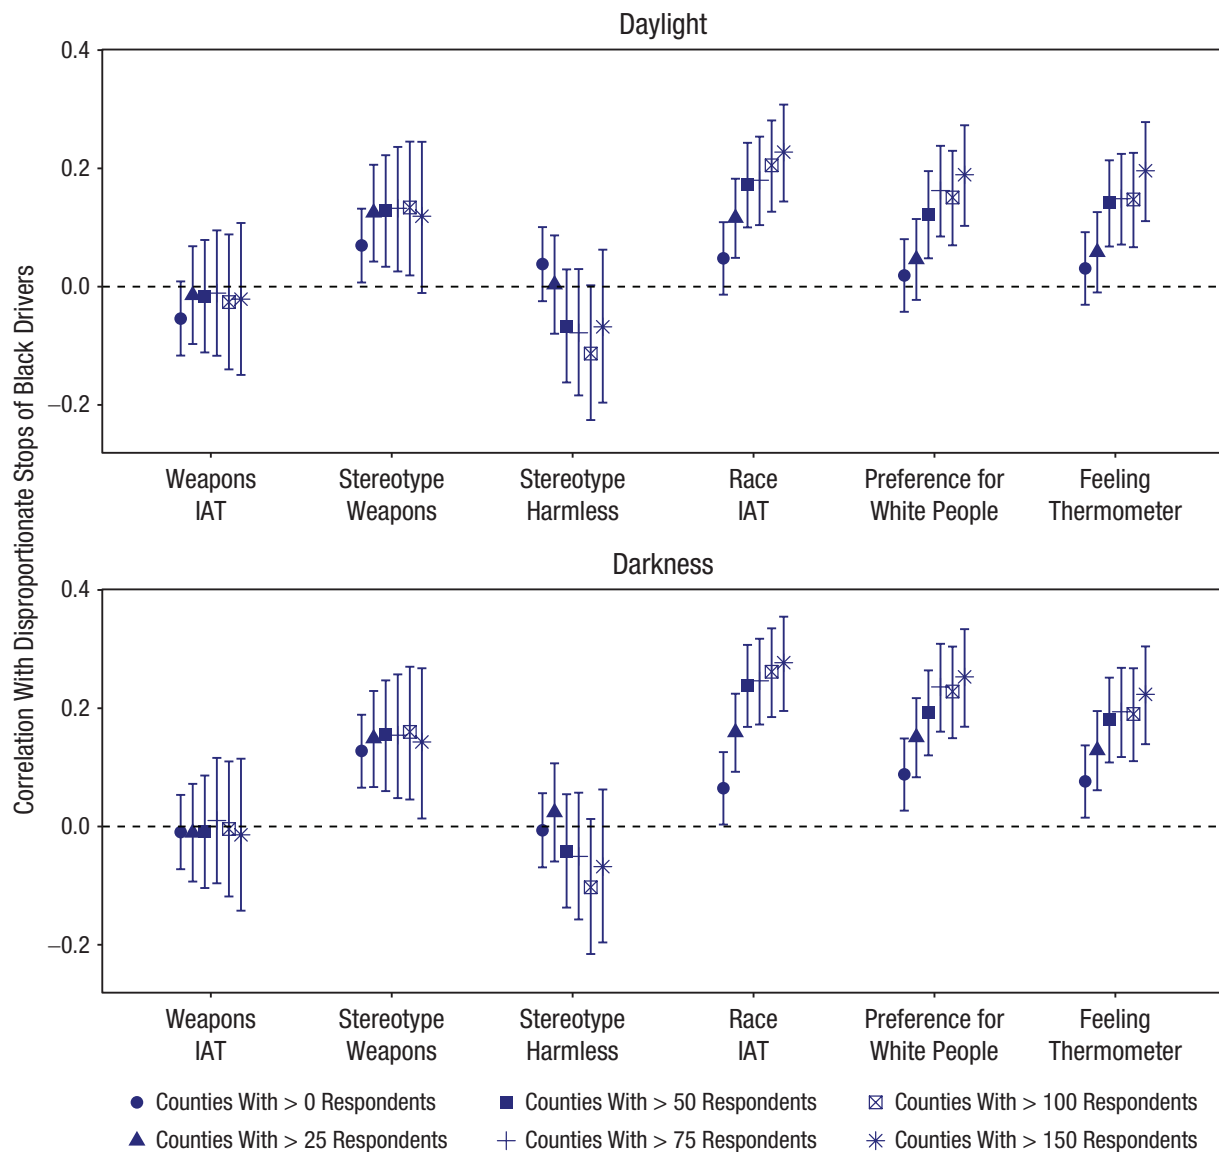 Daylight
Correlation With Disproportionate Stops of Black Drivers
0.4
0.2
0.0
−0.2
Weapons IAT
Stereotype Weapons
Stereotype Harmless
Race IAT
Preference for White People
Feeling Thermometer
Darkness
0.4
0.2
0.0
−0.2
Weapons IAT
Stereotype Weapons
Stereotype Harmless
Race IAT
Preference for White People
Feeling Thermometer
Counties With > 0 Respondents
Counties With > 50 Respondents
Counties With > 100 Respondents
Counties With > 25 Respondents
Counties With > 75 Respondents
Counties With > 150 Respondents